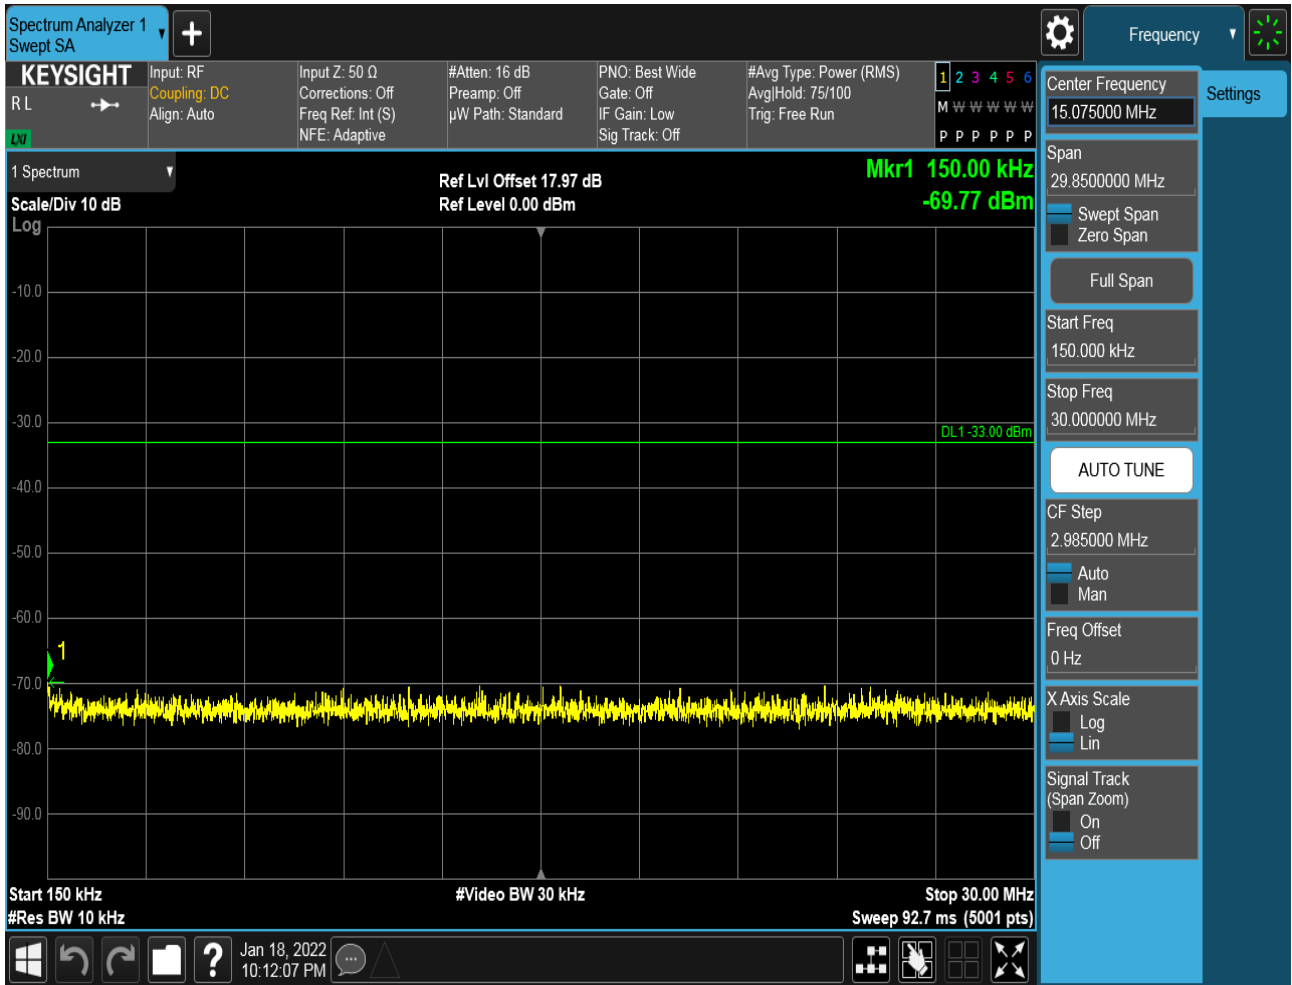 Spectrum Analyzer 1
Swept SA
Frequency
KEYSIGHT
R L
LXI
Input: RF
Coupling: DC
Align: Auto
Input Z: 50 Ω
Corrections: Off
Freq Ref: Int (S)
NFE: Adaptive
#Atten: 16 dB
Preamp: Off
µW Path: Standard
PNO: Best Wide
Gate: Off
IF Gain: Low
Sig Track: Off
#Avg Type: Power (RMS)
Avg|Hold: 75/100
Trig: Free Run
1 2 3 4 5 6
M W W W W W
P P P P P P
1 Spectrum
Scale/Div 10 dB
Log
Ref Lvl Offset 17.97 dB
Ref Level 0.00 dBm
Mkr1 150.00 kHz
-69.77 dBm
-10.0
-20.0
-30.0
DL1 -33.00 dBm
-40.0
-50.0
-60.0
1
-70.0
-80.0
-90.0
Start 150 kHz
#Video BW 30 kHz
Stop 30.00 MHz
#Res BW 10 kHz
Sweep 92.7 ms (5001 pts)
Jan 18, 2022
10:12:07 PM
Center Frequency
15.075000 MHz
Settings
Span
29.8500000 MHz
Swept Span
Zero Span
Full Span
Start Freq
150.000 kHz
Stop Freq
30.000000 MHz
AUTO TUNE
CF Step
2.985000 MHz
Auto
Man
Freq Offset
0 Hz
X Axis Scale
Log
Lin
Signal Track
(Span Zoom)
On
Off